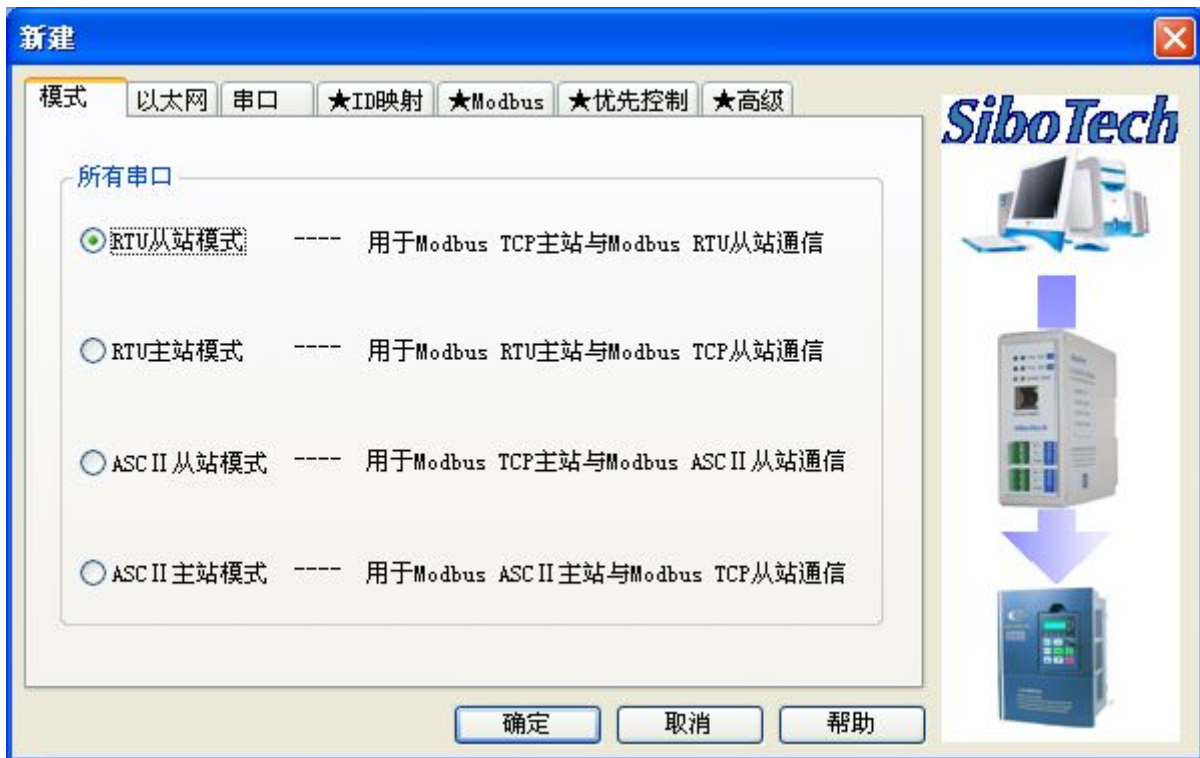 新建
模式 以太网 串口 ★ID映射 ★Modbus ★优先控制 ★高级
SiboTech
所有串口
RTU从站模式 ---- 用于Modbus TCP主站与Modbus RTU从站通信
RTU主站模式 ---- 用于Modbus RTU主站与Modbus TCP从站通信
ASCⅡ从站模式 ---- 用于Modbus TCP主站与Modbus ASCⅡ从站通信
ASCⅡ主站模式 ---- 用于Modbus ASCⅡ主站与Modbus TCP从站通信
确定 取消 帮助